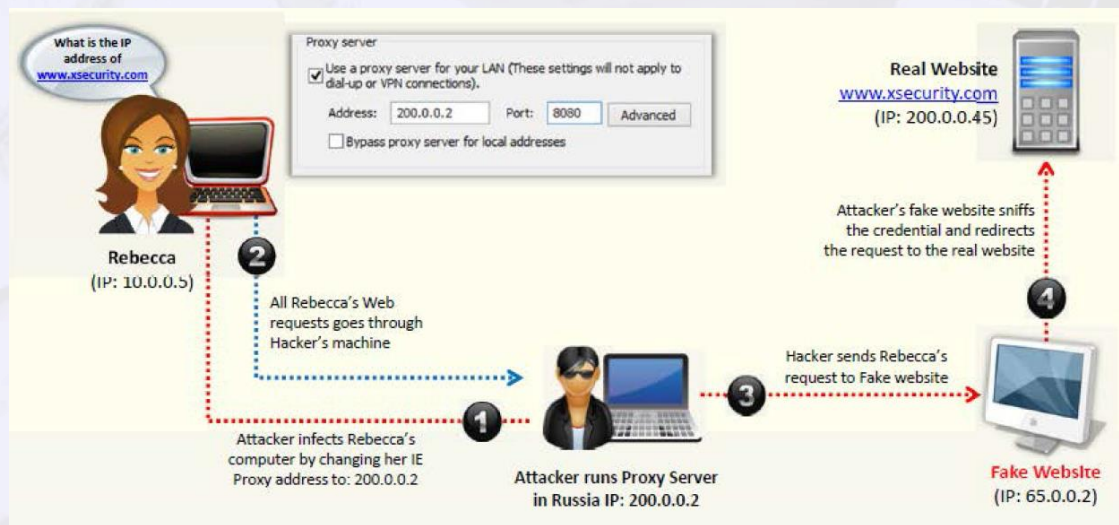 What is the IP
address of
www.xsecurity.com
Rebecca
(IP: 10.0.0.5)
Proxy server
Use a proxy server for your LAN (These settings will not apply to
dial-up or VPN connections).
Address: 200.0.0.2 Port: 8080 Advanced
Bypass proxy server for local addresses
Real Website
www.xsecurity.com
(IP: 200.0.0.45)
2
All Rebecca's Web
requests goes through
Hacker's machine
1
Attacker infects Rebecca's
computer by changing her IE
Proxy address to: 200.0.0.2
Attacker runs Proxy Server
in Russia IP: 200.0.0.2
Hacker sends Rebecca's
request to Fake website
3
Attacker's fake website sniffs
the credential and redirects
the request to the real website
4
Fake Website
(IP: 65.0.0.2)